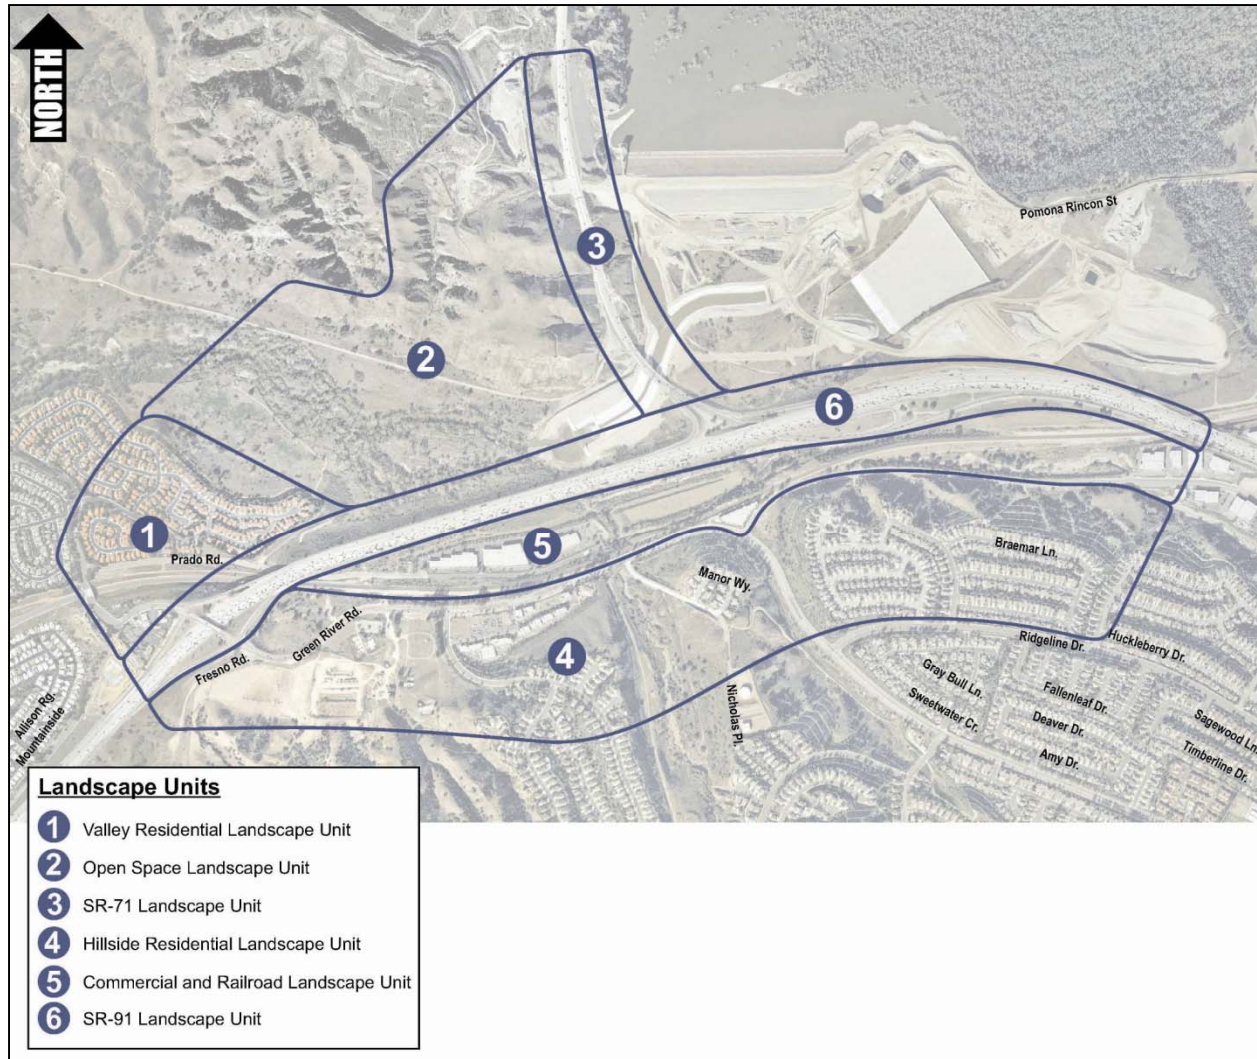 NORTH
3
Pomona Rincon St
2
6
1
Prado Rd.
5
Braemar Ln.
Manor Wy.
Green River Rd.
Fresno Rd.
4
Ridgeline Dr.
Huckleberry Dr.
Gray Bull Ln.
Fallenleaf Dr.
Sweetwater Cr.
Deaver Dr.
Nicholas Pl.
Sagewood Ln.
Amy Dr.
Timberline Dr.
Allison Rg.
Mountainside
Landscape Units
1 Valley Residential Landscape Unit
2 Open Space Landscape Unit
3 SR-71 Landscape Unit
4 Hillside Residential Landscape Unit
5 Commercial and Railroad Landscape Unit
6 SR-91 Landscape Unit